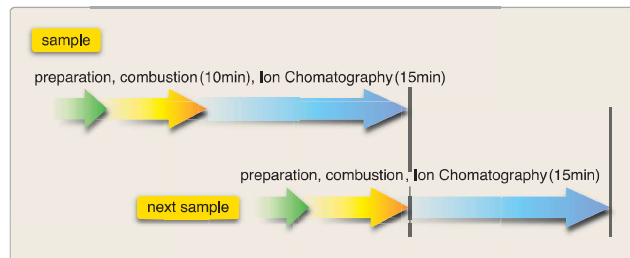 sample
preparation, combustion(10min), Ion Chomatography(15min)
preparation, combustion, Ion Chomatography(15min)
next sample